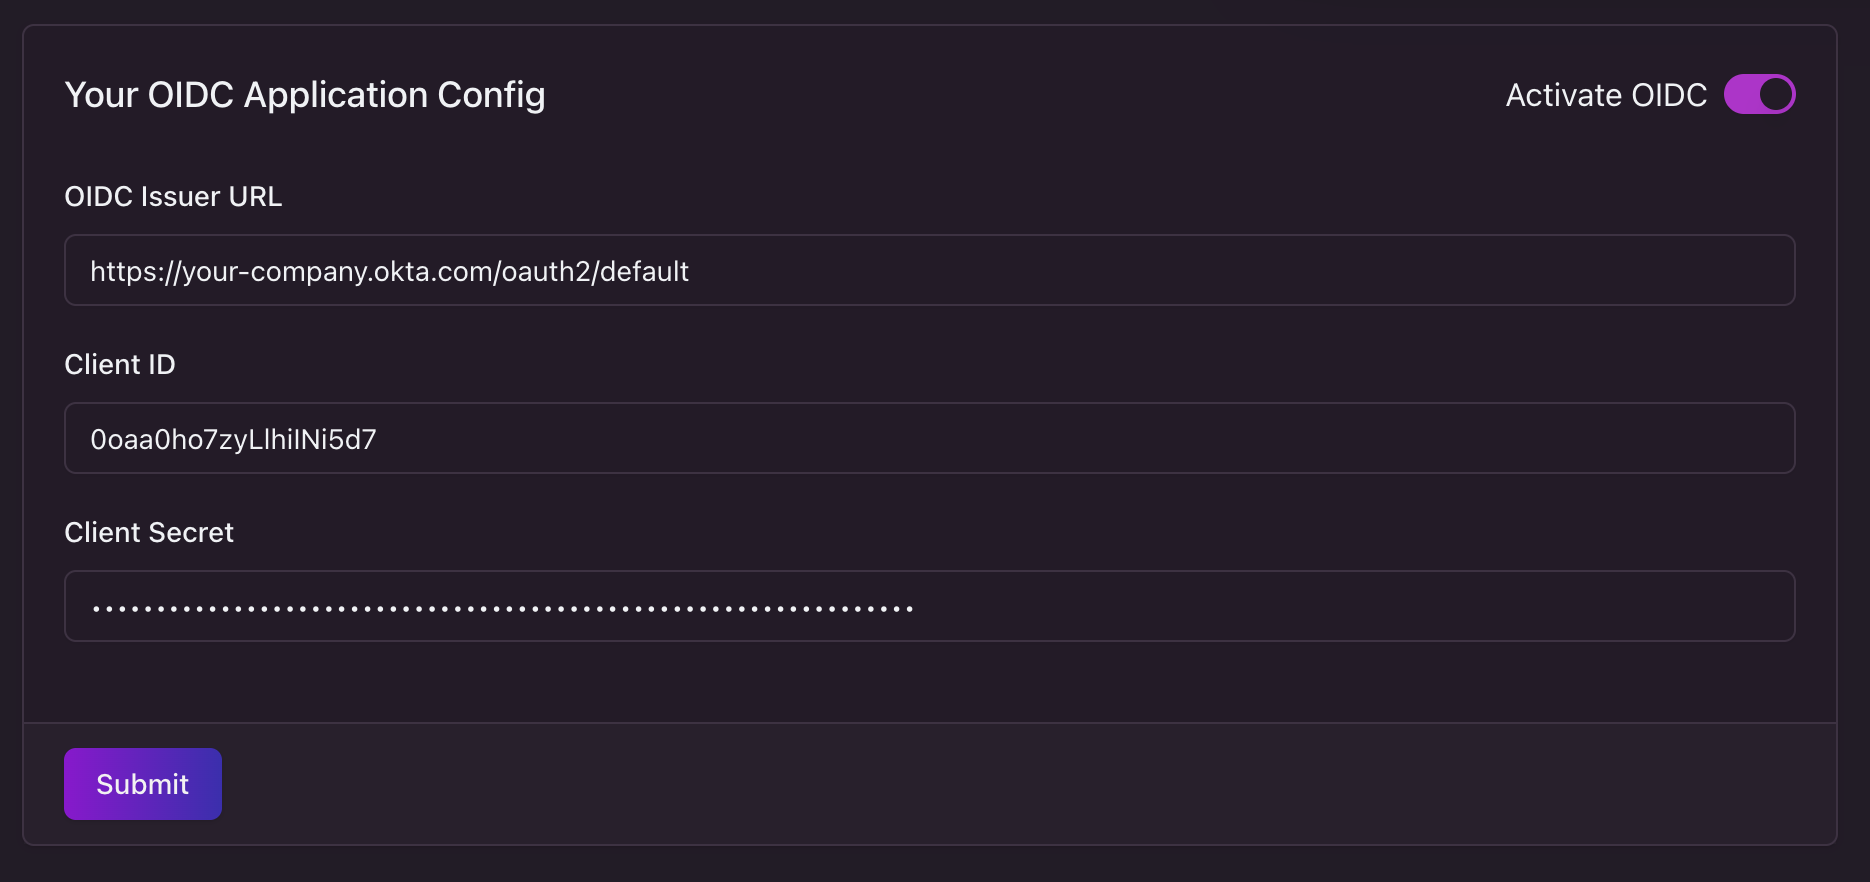 Your OIDC Application Config
Activate OIDC
OIDC Issuer URL
https://your-company.okta.com/oauth2/default
Client ID
0oaa0ho7zyLlhiINi5d7
Client Secret
••••••••••••••••••••••••••••••••••••••••••••••••••••••••••••••••
Submit